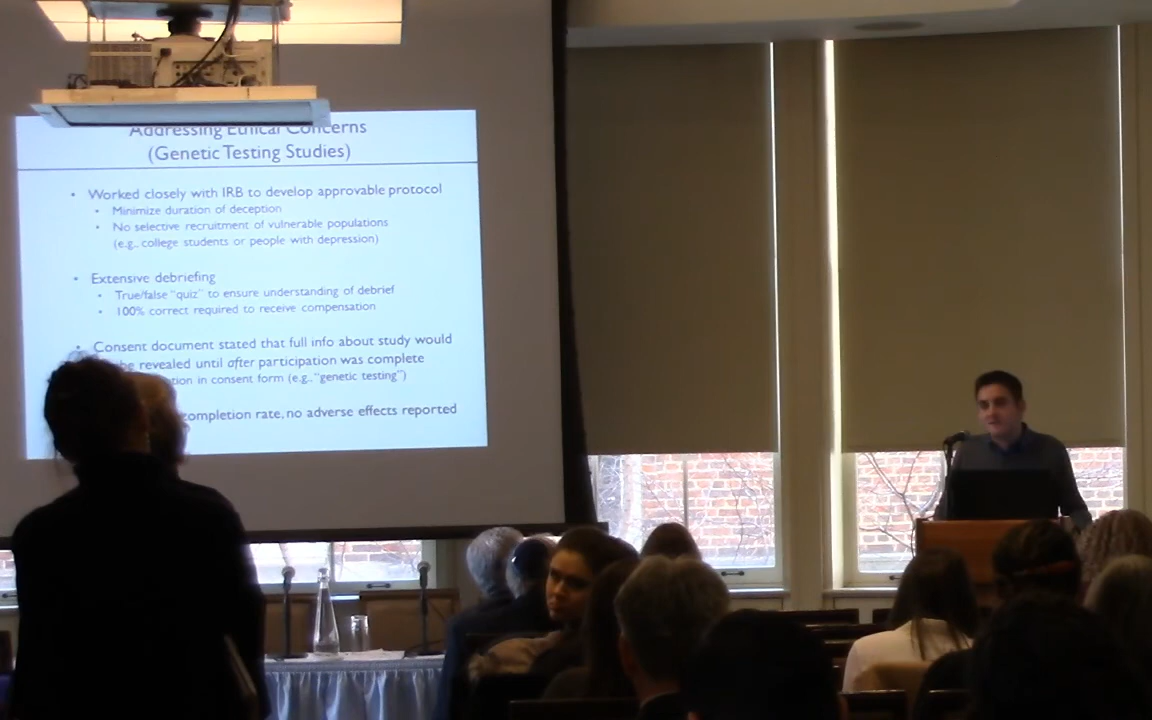 Addressing Ethical Concerns
(Genetic Testing Studies)
• Worked closely with IRB to develop approvable protocol
• Minimize duration of deception
• No selective recruitment of vulnerable populations
(e.g., college students or people with depression)
• Extensive debriefing
• True/false "quiz" to ensure understanding of debrief
• 100% correct required to receive compensation
• Consent document stated that full info about study would
be revealed until after participation was complete
in consent form (e.g., "genetic testing")
completion rate, no adverse effects reported